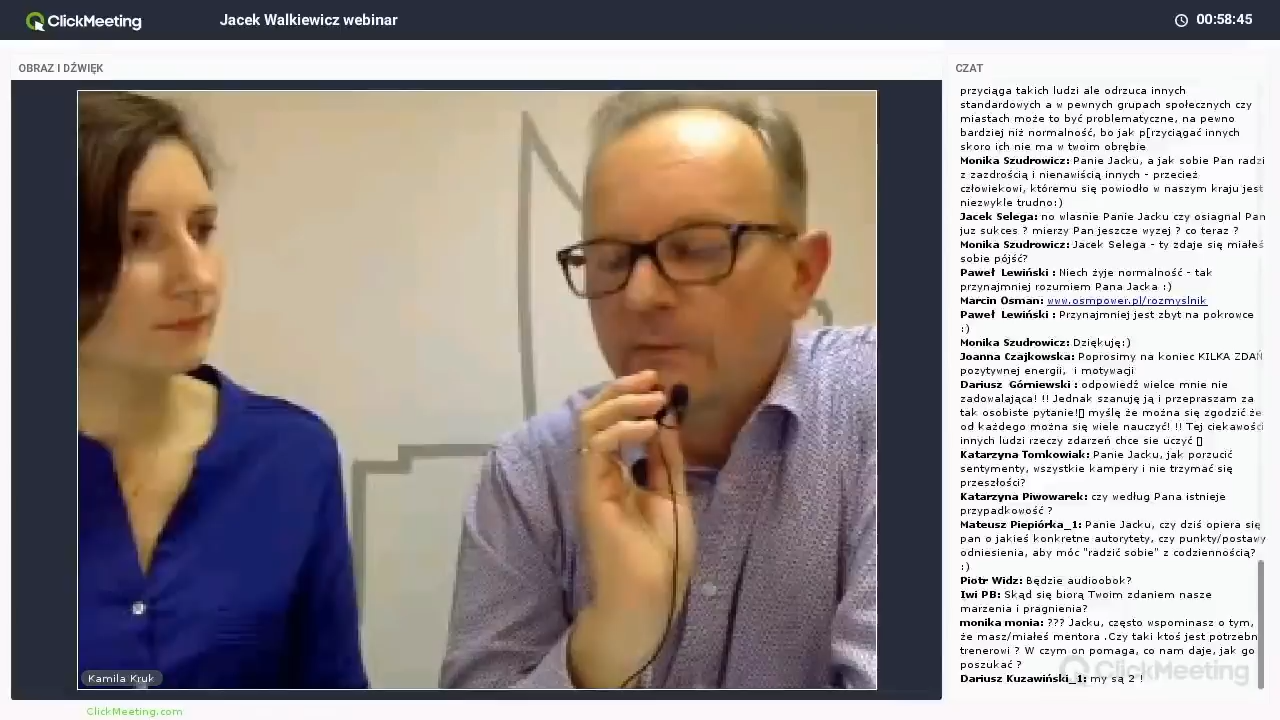 ClickMeeting
Jacek Walkiewicz webinar
00:58:45
OBRAZ I DŹWIĘK
CZAT
przyciąga takich ludzi ale odrzuca innych
standardowych a w pewnych grupach społecznych czy
miastach może to być problematyczne, na pewno
bardziej niż normalność, bo jak p[rzyciągać innych
skoro ich nie ma w twoim obrębie
Monika Szudrowicz: Panie Jacku, a jak sobie Pan radzi
z zazdrością i nienawiścią innych - przecież
człowiekowi, któremu się powiodło w naszym kraju jest
niezwykle trudno:)
Jacek Selega: no wlasnie Panie Jacku czy osiagnal Pan
juz sukces ? mierzy Pan jeszcze wyzej ? co teraz ?
Monika Szudrowicz: Jacek Selega - ty zdaje się miałeś
sobie pójść?
Paweł Lewiński : Niech żyje normalność - tak
przynajmniej rozumiem Pana Jacka :)
Marcin Osman: www.osmpower.pl/rozmyslnik
Paweł Lewiński : Przynajmniej jest zbyt na pokrowce
:)
Monika Szudrowicz: Dziękuję:)
Joanna Czajkowska: Poprosimy na koniec KILKA ZDAŃ
pozytywnej energii, i motywacji
Dariusz Górniewski : odpowiedź wielce mnie nie
zadowalająca! !! Jednak szanuję ją i przepraszam za
tak osobiste pytanie! myślę że można się zgodzić że
od każdego można się wiele nauczyć! !! Tej ciekawości
innych ludzi rzeczy zdarzeń chce sie uczyć
Katarzyna Tomkowiak: Panie Jacku, jak porzucić
sentymenty, wszystkie kampery i nie trzymać się
przeszłości?
Katarzyna Piwowarek: czy według Pana istnieje
przypadkowość ?
Mateusz Piepiórka_1: Panie Jacku, czy dziś opiera się
pan o jakieś konkretne autorytety, czy punkty/postawy
odniesienia, aby móc "radzić sobie" z codziennością?
:)
Piotr Widz: Będzie audioobok?
Iwi PB: Skąd się biorą Twoim zdaniem nasze
marzenia i pragnienia?
monika monia: ??? Jacku, często wspominasz o tym,
że masz/miałeś mentora .Czy taki ktoś jest potrzebn
trenerowi ? W czym on pomaga, co nam daje, jak go
poszukać ?
Dariusz Kuzawiński_1: my są 2 !
ClickMeeting
Kamila Kruk
ClickMeeting.com